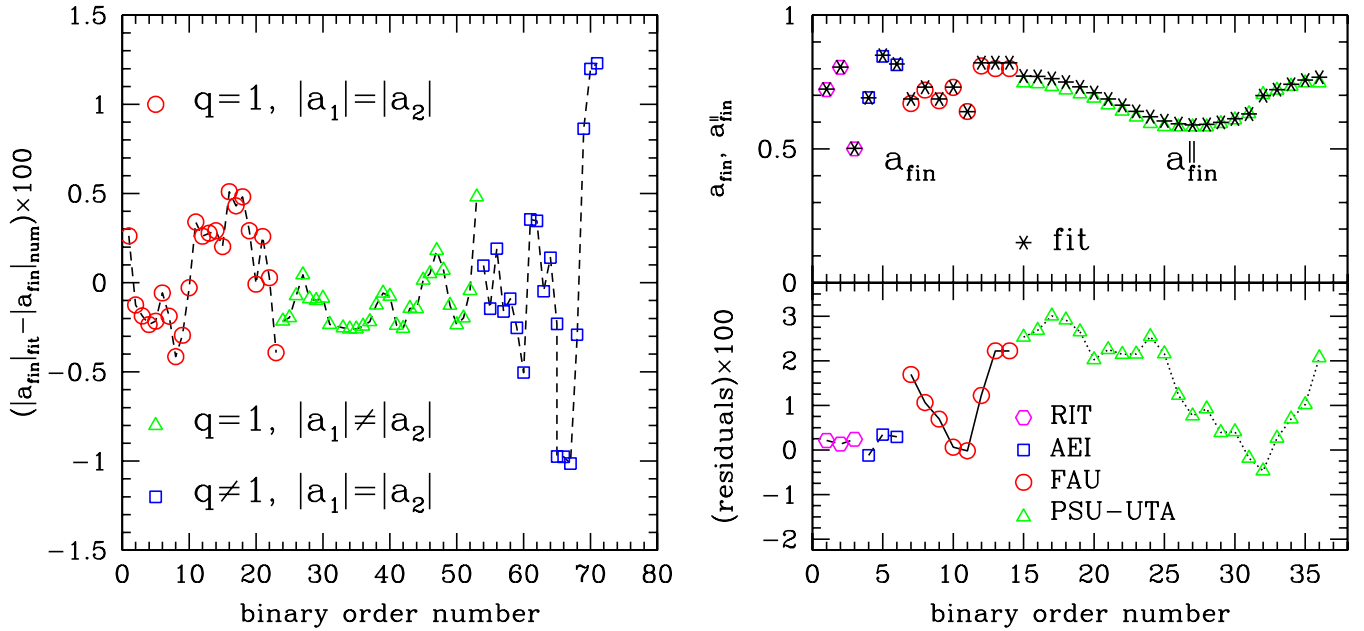 1.5
1
0.5
0
−0.5
−1
−1.5
(|a_fin|_fit−|a_fin|_num)×100
q=1, |a_1|=|a_2|
q=1, |a_1|≠|a_2|
q≠1, |a_1|=|a_2|
0 10 20 30 40 50 60 70 80
binary order number
1
0.5
0
a_fin, a^∥_fin
a_fin
a^∥_fin
fit
3
2
1
0
−1
−2
(residuals)×100
RIT
AEI
FAU
PSU−UTA
0 5 10 15 20 25 30 35
binary order number